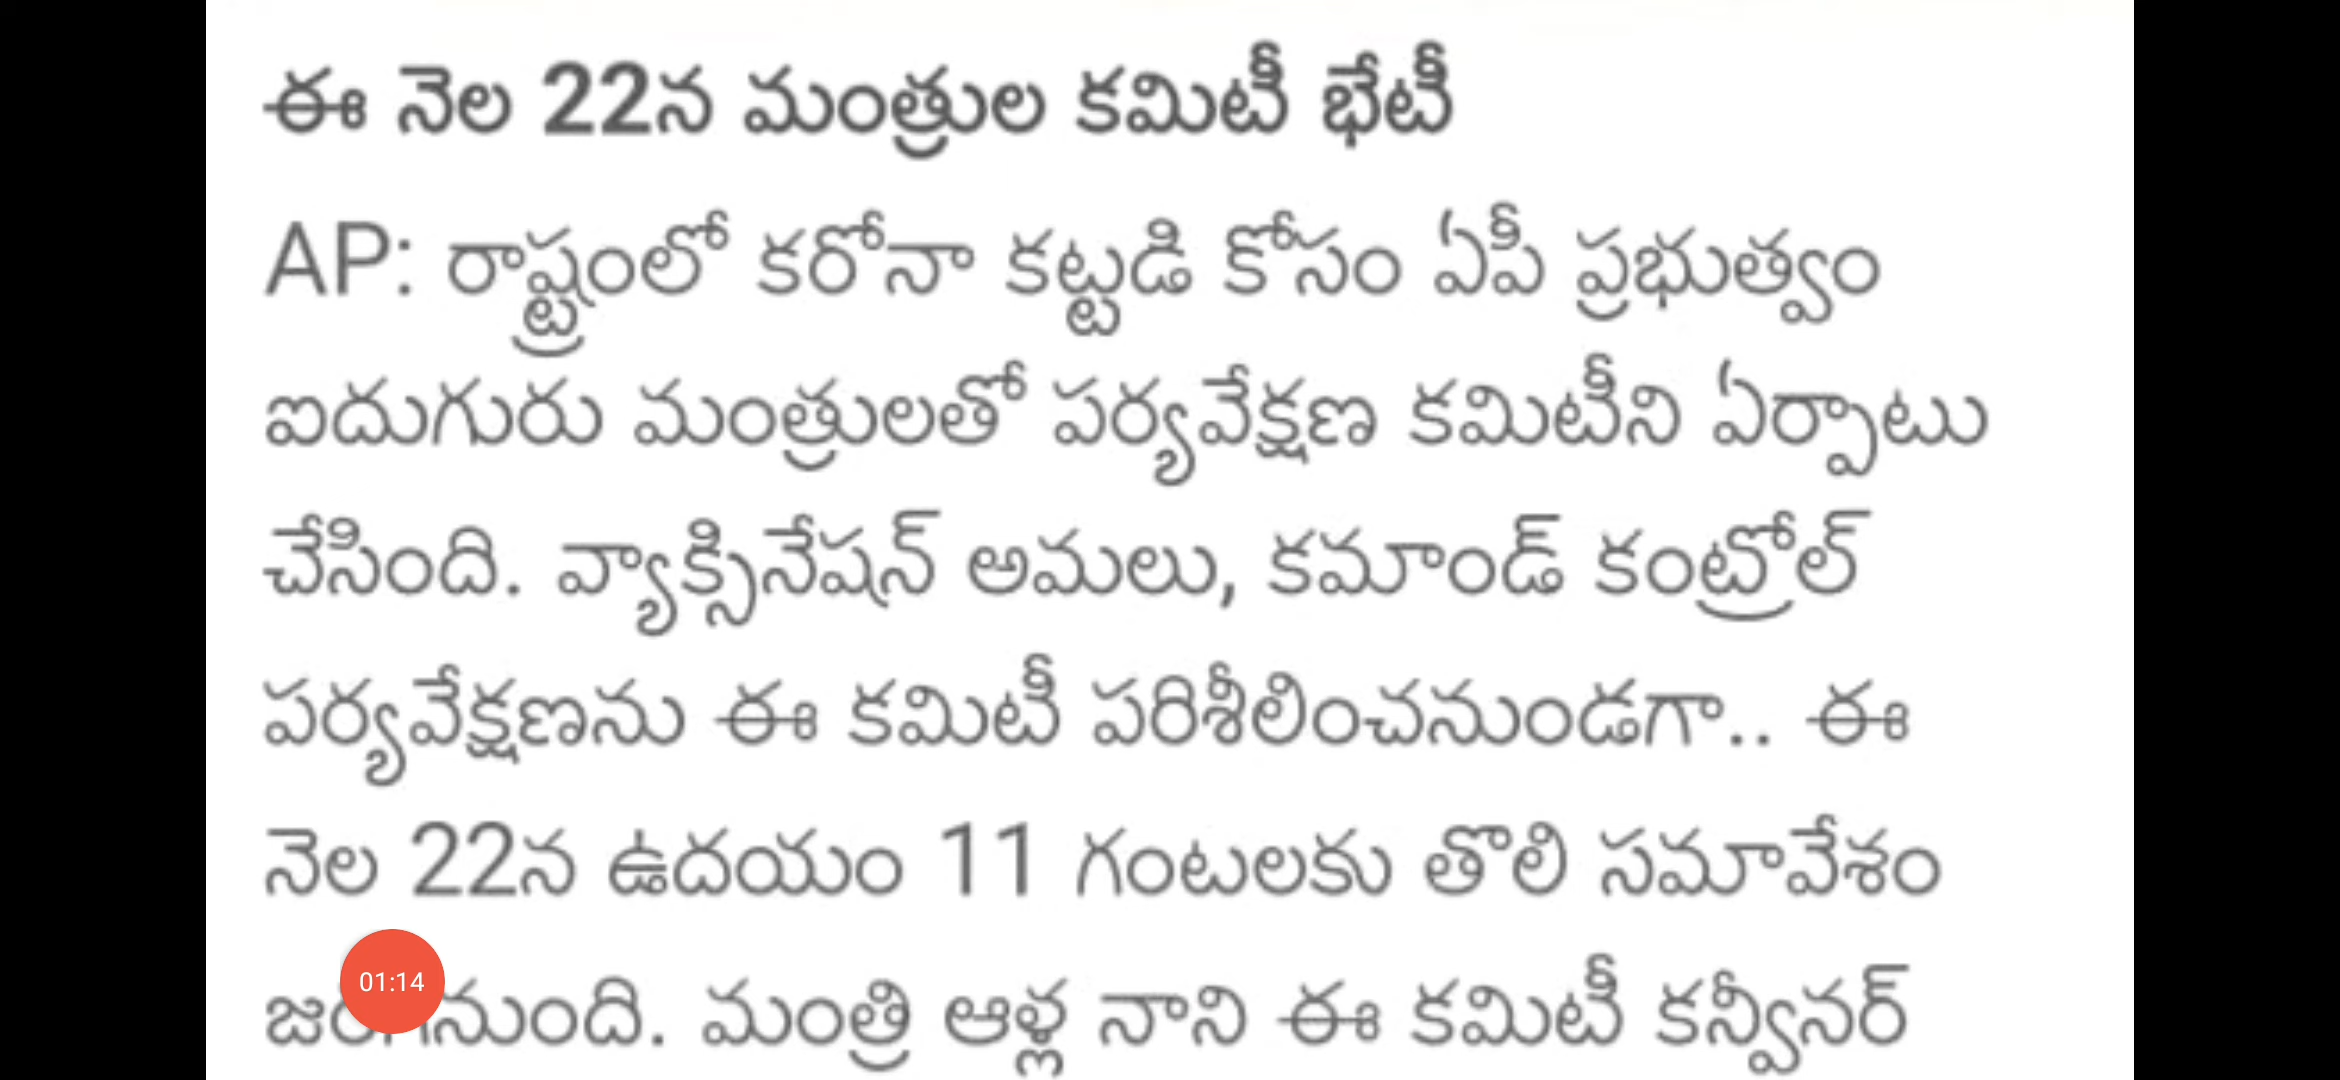 ఈ నెల 22న మంత్రుల కమిటీ భేటీ
AP: రాష్ట్రంలో కరోనా కట్టడి కోసం ఏపీ ప్రభుత్వం
ఐదుగురు మంత్రులతో పర్యవేక్షణ కమిటీని ఏర్పాటు
చేసింది. వ్యాక్సినేషన్ అమలు, కమాండ్ కంట్రోల్
పర్యవేక్షణను ఈ కమిటీ పరిశీలించనుండగా.. ఈ
నెల 22న ఉదయం 11 గంటలకు తొలి సమావేశం
మంత్రి ఆళ్ల నాని ఈ కమిటీ కన్వీనర్
01:14